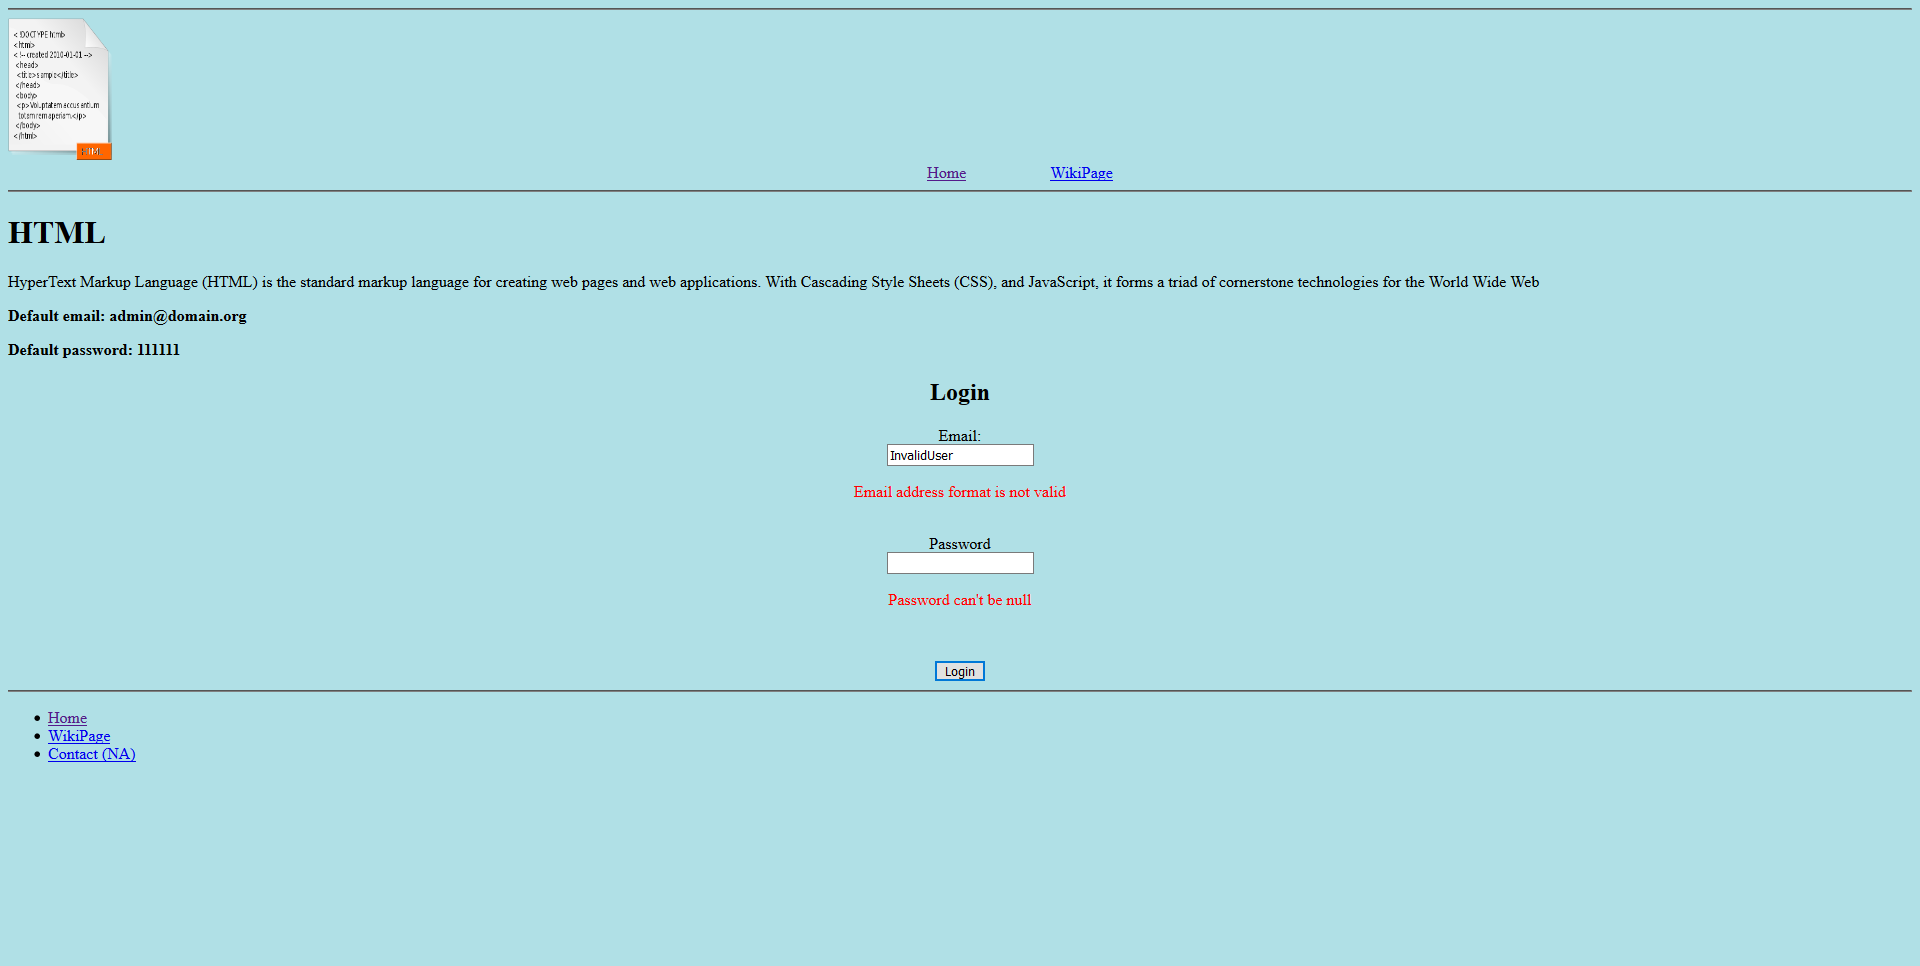 < !DOCTYPE html>
<html>
< !-- created 2010-01-01 -->
<head>
<title>sample</title>
</head>
<body>
<p>Voluptatem accusantium
totam rem aperiam.</p>
</body>
</html>
HTML
Home WikiPage
HTML
HyperText Markup Language (HTML) is the standard markup language for creating web pages and web applications. With Cascading Style Sheets (CSS), and JavaScript, it forms a triad of cornerstone technologies for the World Wide Web
Default email: admin@domain.org
Default password: 111111
Login
Email:
InvalidUser
Email address format is not valid
Password
Password can't be null
Login
Home
WikiPage
Contact (NA)